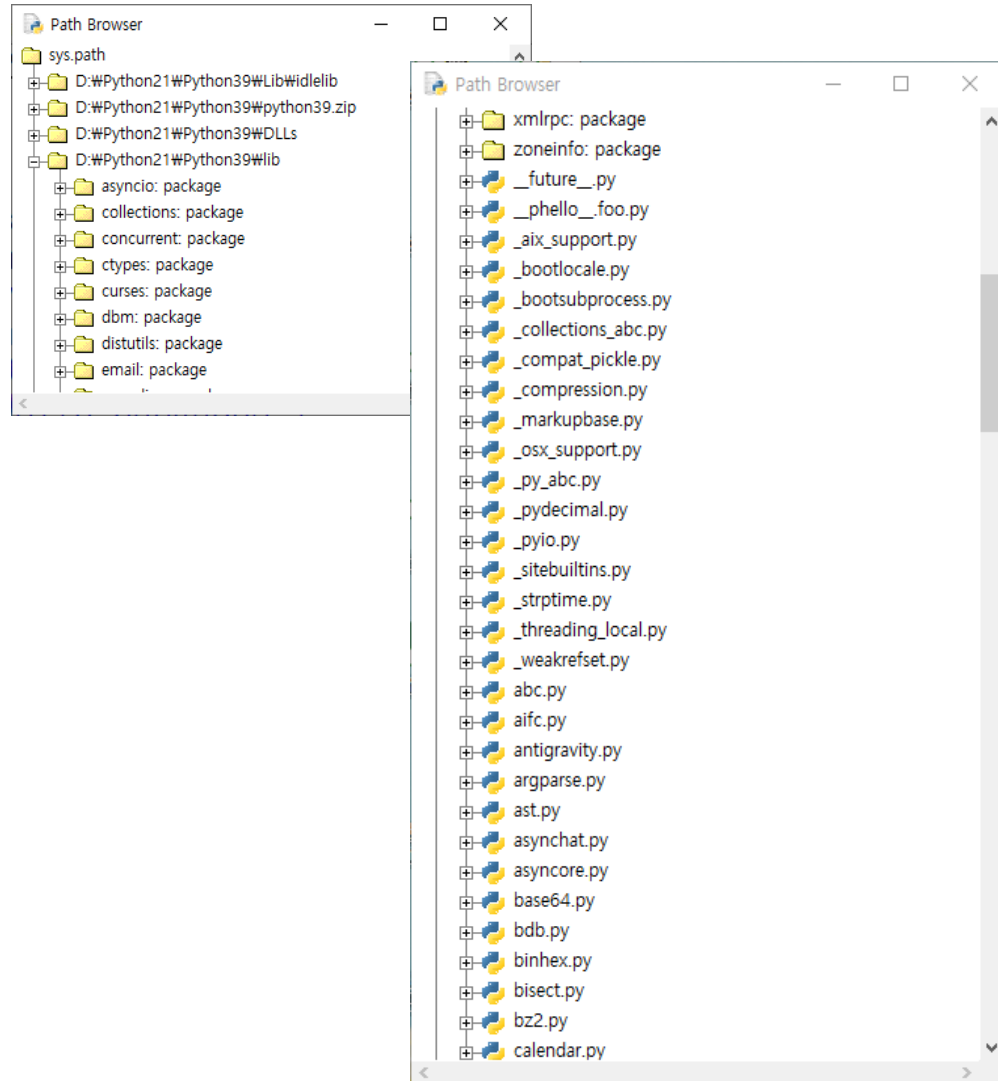 Path Browser
sys.path
D:₩Python21₩Python39₩Lib₩idlelib
D:₩Python21₩Python39₩python39.zip
D:₩Python21₩Python39₩DLLs
D:₩Python21₩Python39₩lib
asyncio: package
collections: package
concurrent: package
ctypes: package
curses: package
dbm: package
distutils: package
email: package
Path Browser
xmlrpc: package
zoneinfo: package
__future__.py
__phello__.foo.py
_aix_support.py
_bootlocale.py
_bootsubprocess.py
_collections_abc.py
_compat_pickle.py
_compression.py
_markupbase.py
_osx_support.py
_py_abc.py
_pydecimal.py
_pyio.py
_sitebuiltins.py
_strptime.py
_threading_local.py
_weakrefset.py
abc.py
aifc.py
antigravity.py
argparse.py
ast.py
asynchat.py
asyncore.py
base64.py
bdb.py
binhex.py
bisect.py
bz2.py
calendar.py